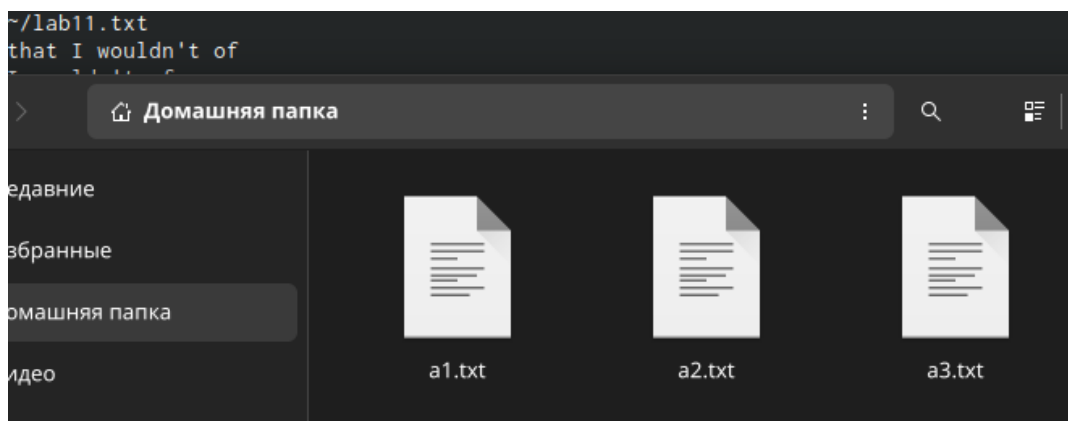 ~/lab11.txt
that I wouldn't of
Домашняя папка
едавние
збранные
омашняя папка
идео
a1.txt a2.txt a3.txt